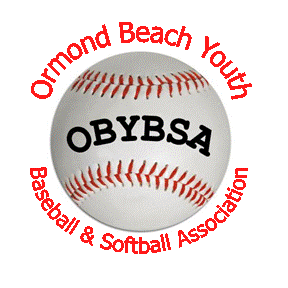 Ormond Beach Youth
OBYBSA
Baseball & Softball Association